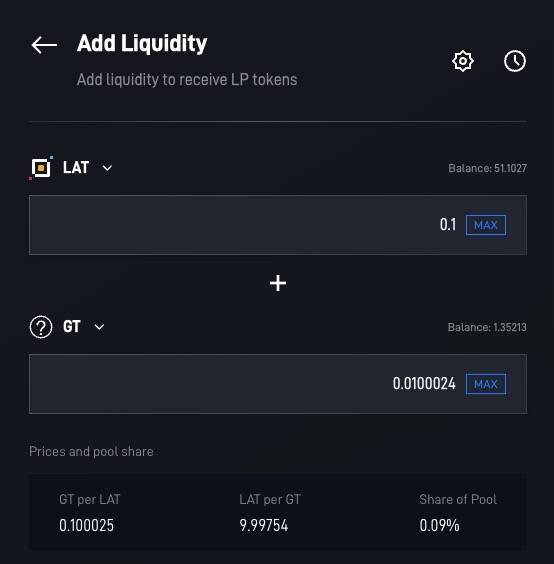 Add Liquidity
Add liquidity to receive LP tokens
LAT
Balance: 51.1027
0.1 MAX
+
? GT
Balance: 1.35213
0.0100024 MAX
Prices and pool share
GT per LAT LAT per GT Share of Pool
0.100025 9.99754 0.09%